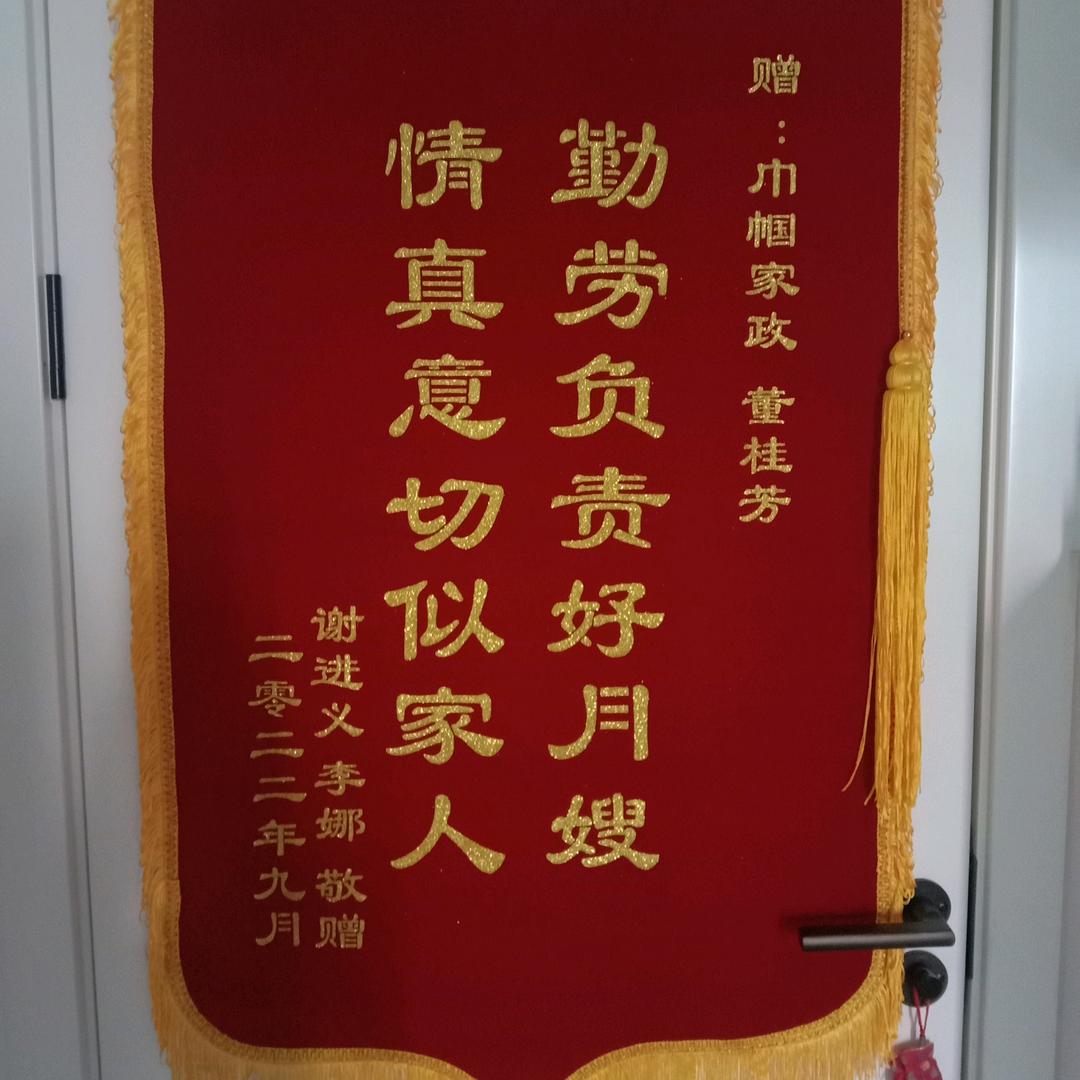 赠：巾帼家政 董桂芳
勤劳负责好月嫂
情真意切似家人
谢进义 李娜 敬赠
二零二二年九月